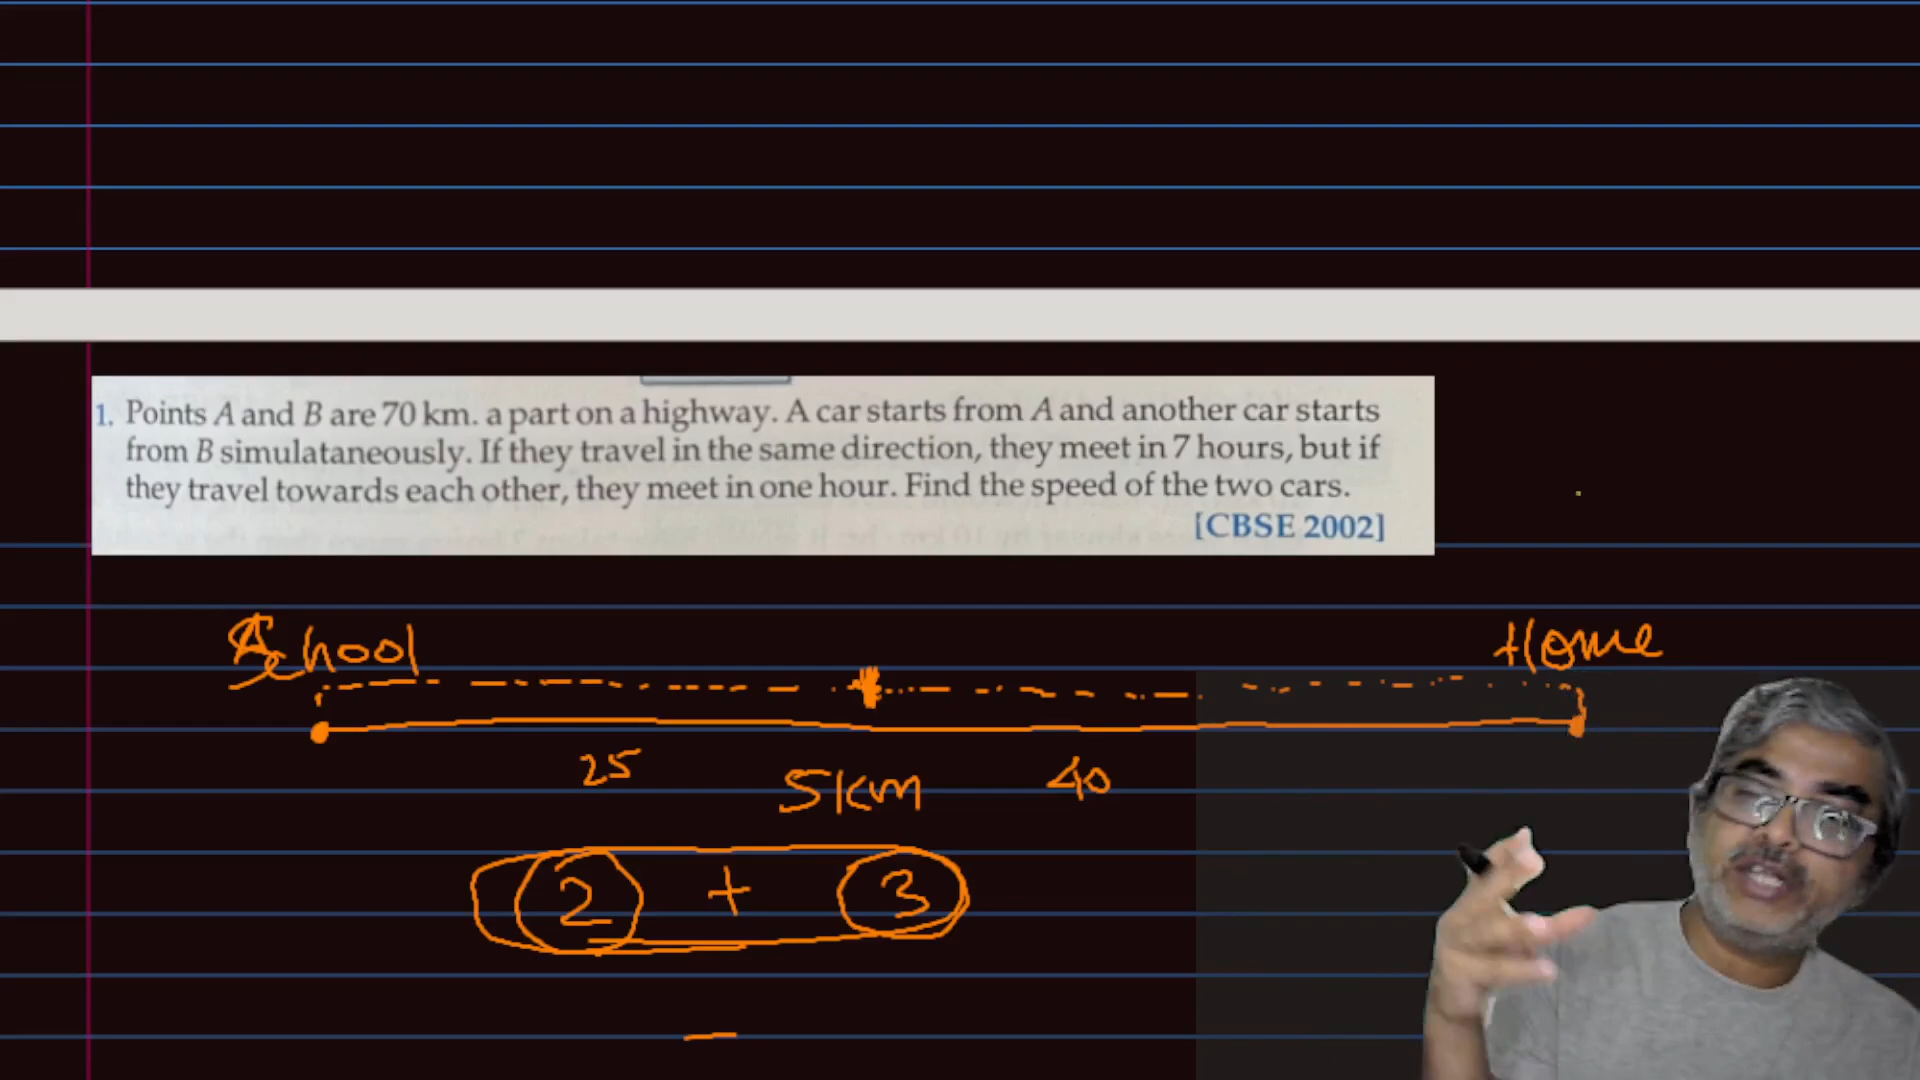 1. Points A and B are 70 km. a part on a highway. A car starts from A and another car starts
from B simulataneously. If they travel in the same direction, they meet in 7 hours, but if
they travel towards each other, they meet in one hour. Find the speed of the two cars.
[CBSE 2002]
School Home
25 5km 40
2 + 3